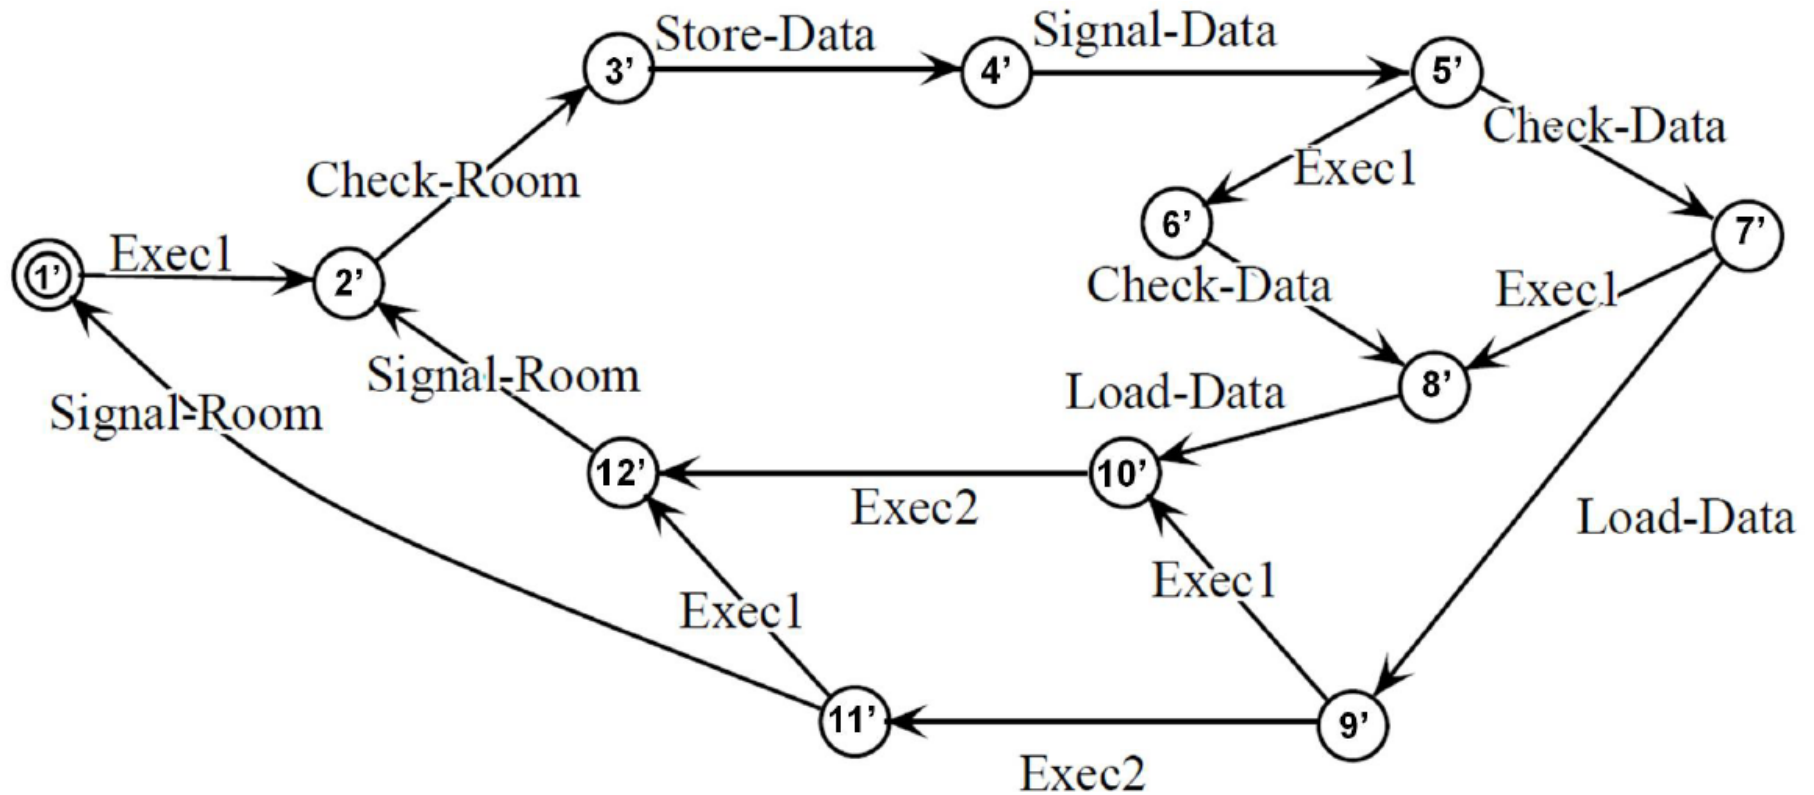 Store-Data
Signal-Data
3’
4’
5’
Check-Data
Exec1
Check-Room
6’
7’
Exec1
1’
2’
Check-Data
Exec1
Signal-Room
Load-Data
8’
Signal-Room
12’
10’
Exec2
Load-Data
Exec1
Exec1
11’
9’
Exec2